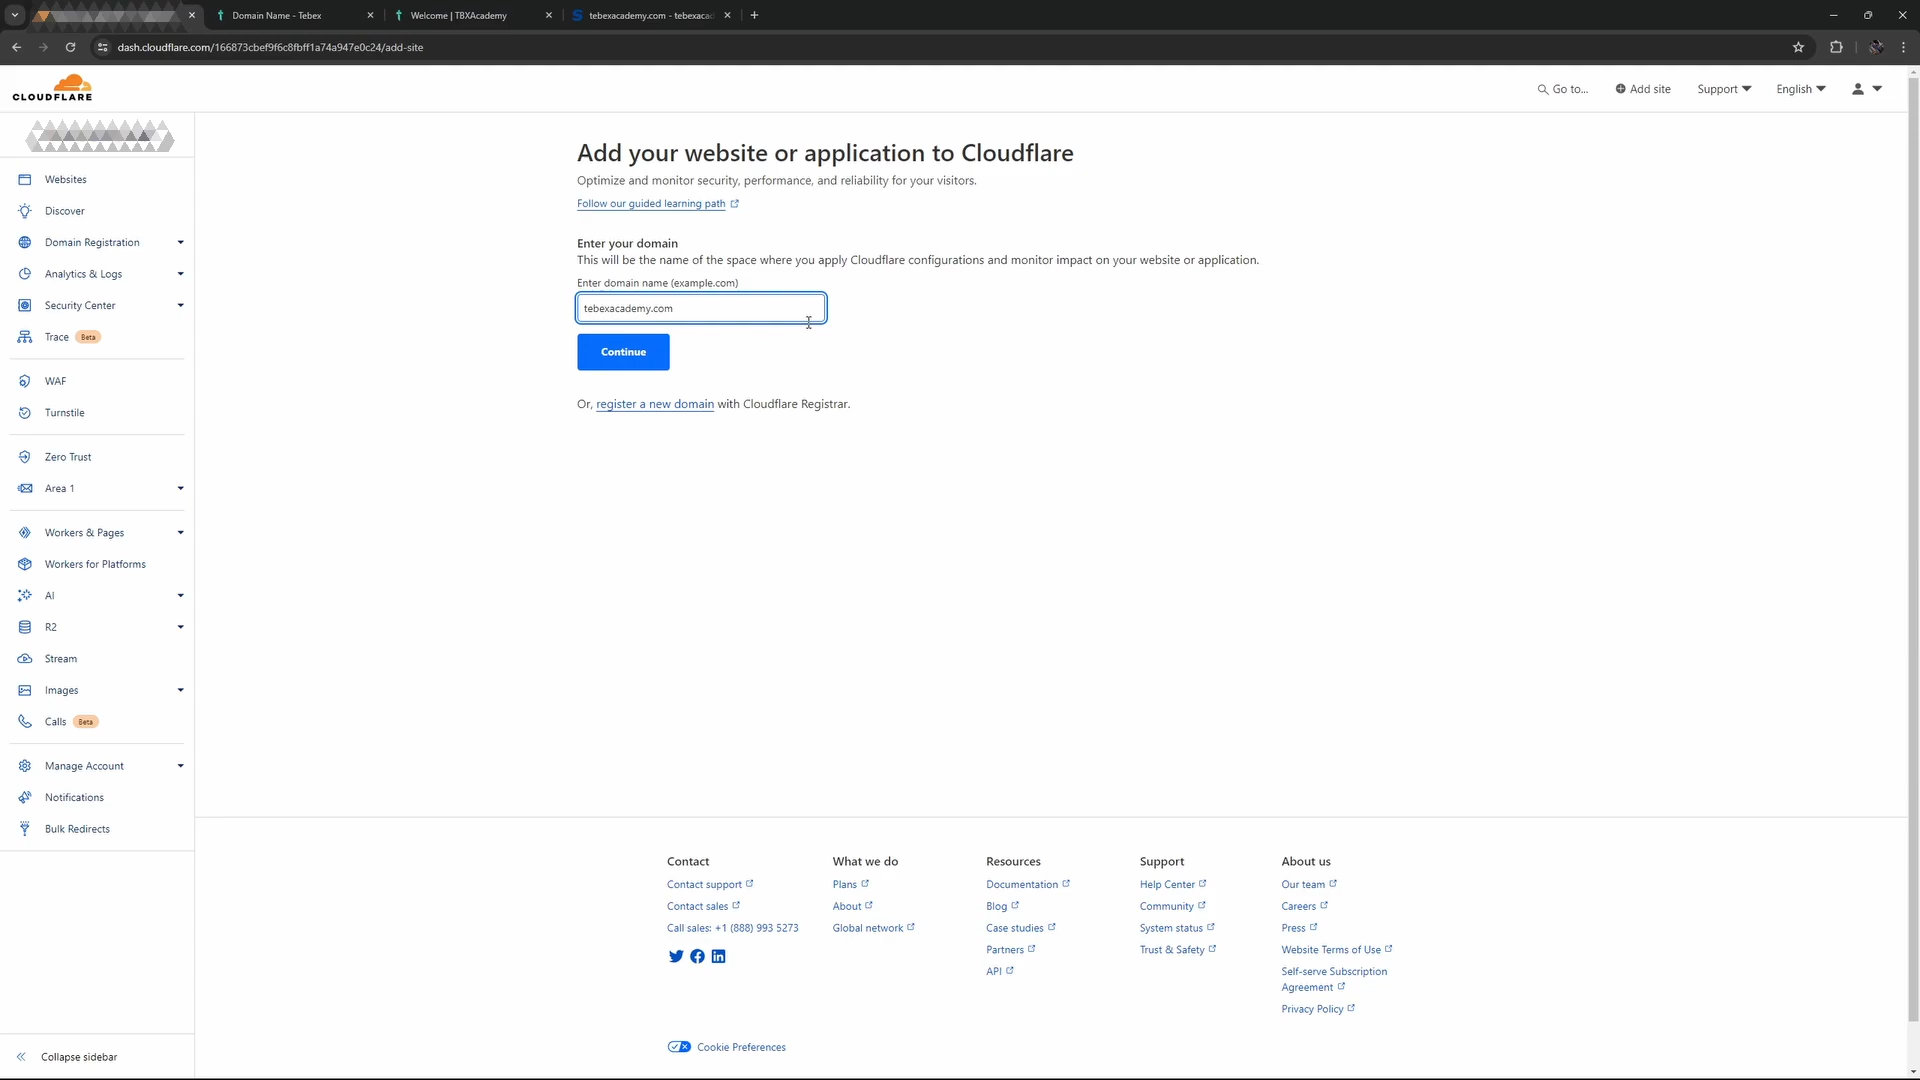 Domain Name - Tebex
Welcome | TBXAcademy
tebexacademy.com - tebexacad
dash.cloudflare.com/166873cbef9f6c8fbff1a74a947e0c24/add-site
CLOUDFLARE
Go to...
Add site
Support
English
Websites
Discover
Domain Registration
Analytics & Logs
Security Center
Trace Beta
WAF
Turnstile
Zero Trust
Area 1
Workers & Pages
Workers for Platforms
AI
R2
Stream
Images
Calls Beta
Manage Account
Notifications
Bulk Redirects
Collapse sidebar
Add your website or application to Cloudflare
Optimize and monitor security, performance, and reliability for your visitors.
Follow our guided learning path
Enter your domain
This will be the name of the space where you apply Cloudflare configurations and monitor impact on your website or application.
Enter domain name (example.com)
tebexacademy.com
Continue
Or, register a new domain with Cloudflare Registrar.
Contact
Contact support
Contact sales
Call sales: +1 (888) 993 5273
What we do
Plans
About
Global network
Resources
Documentation
Blog
Case studies
Partners
API
Support
Help Center
Community
System status
Trust & Safety
About us
Our team
Careers
Press
Website Terms of Use
Self-serve Subscription
Agreement
Privacy Policy
Cookie Preferences